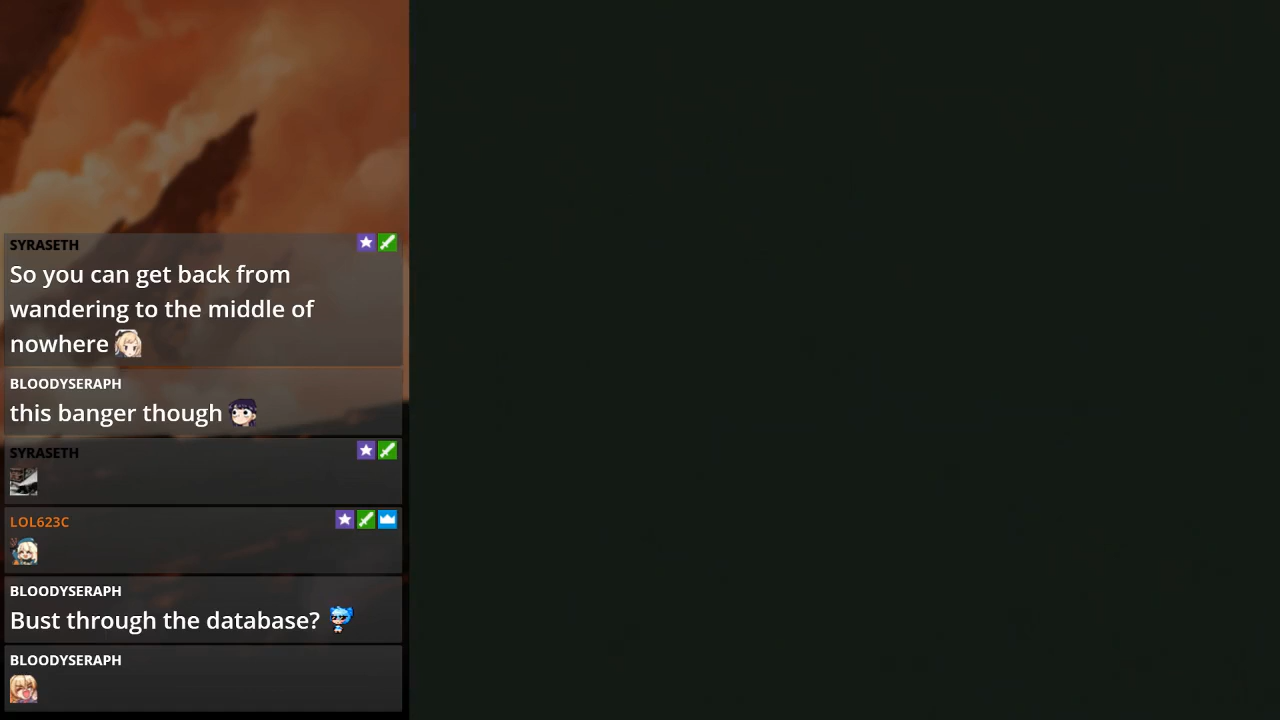 SYRASETH
So you can get back from
wandering to the middle of
nowhere
BLOODYSERAPH
this banger though
SYRASETH
LOL623C
BLOODYSERAPH
Bust through the database?
BLOODYSERAPH